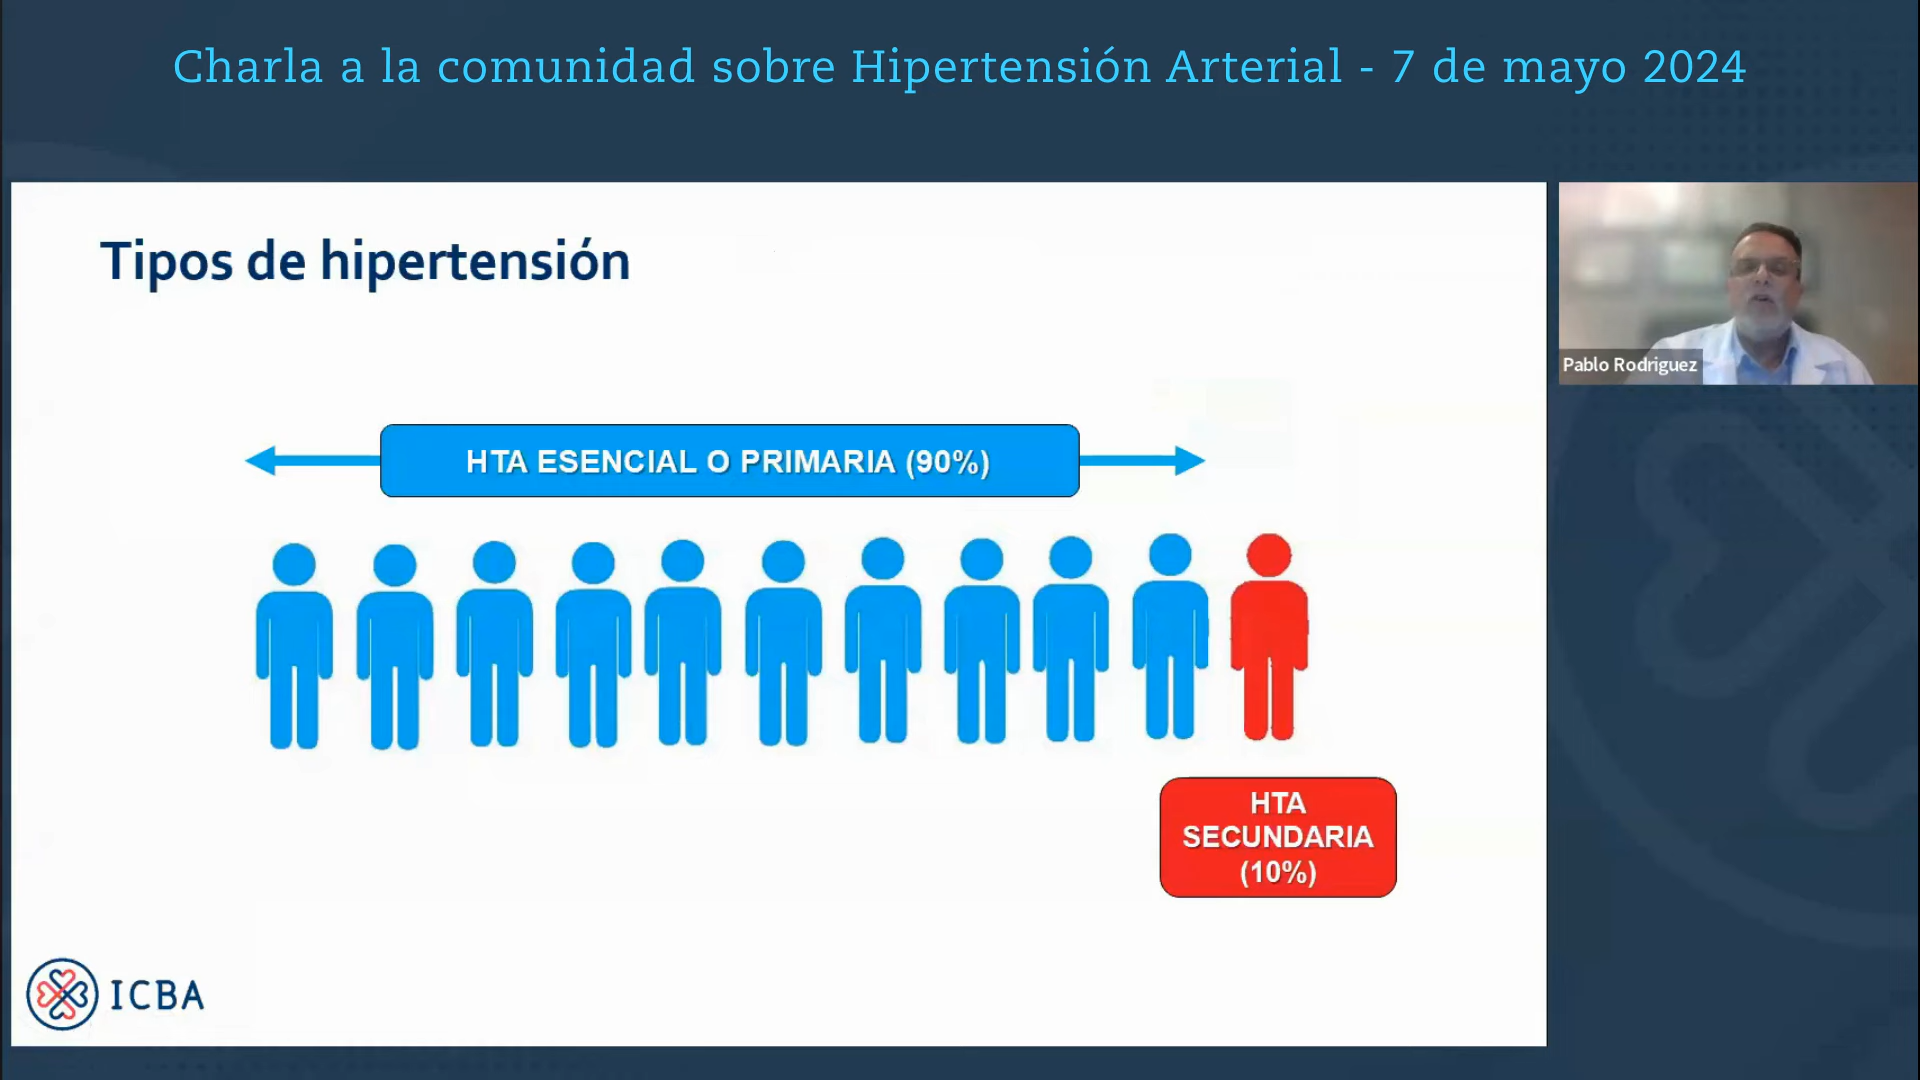 Charla a la comunidad sobre Hipertensión Arterial - 7 de mayo 2024
Tipos de hipertensión
Pablo Rodriguez
HTA ESENCIAL O PRIMARIA (90%)
HTA
SECUNDARIA
(10%)
ICBA